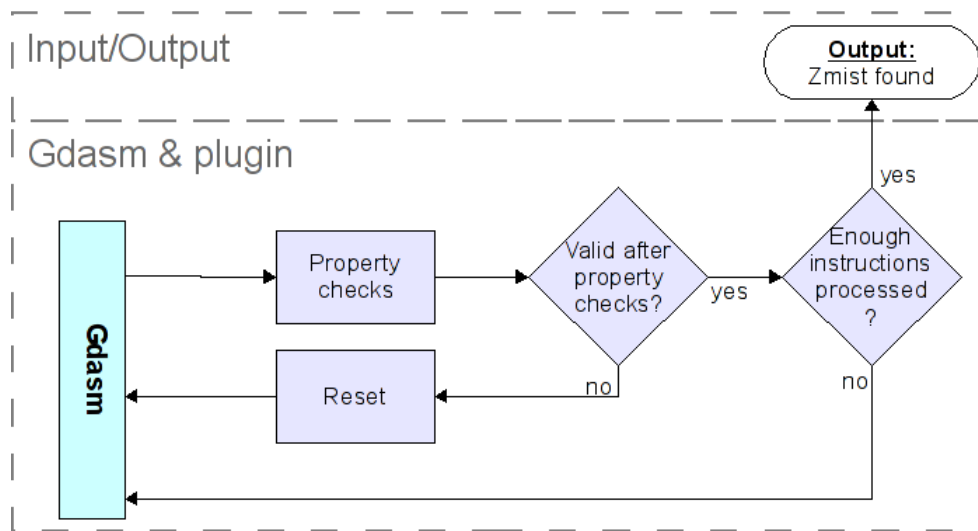 Input/Output
Output:
Zmist found
Gdasm & plugin
yes
Gdasm
Property
checks
Valid after
property
checks?
yes
Enough
instructions
processed
?
Reset
no
no